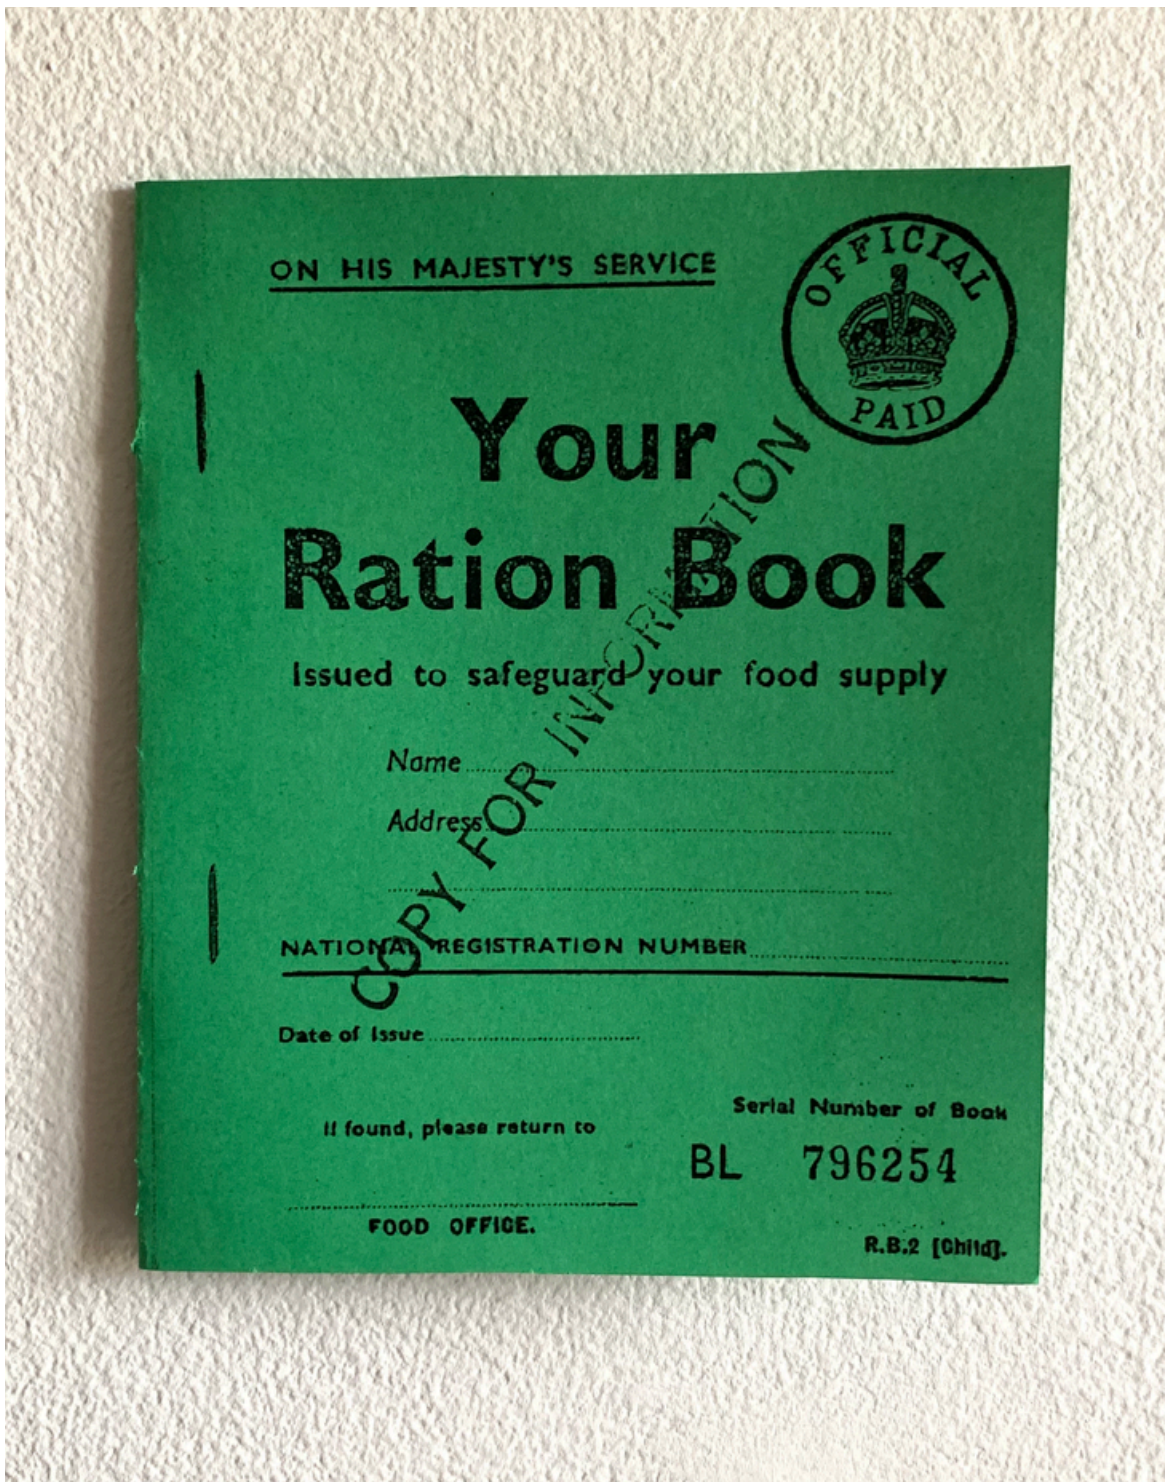 ON HIS MAJESTY'S SERVICE
OFFICIAL
PAID
Your
Ration Book
Issued to safeguard your food supply
Name
Address
NATIONAL REGISTRATION NUMBER
COPY FOR INFORMATION
Date of Issue
If found, please return to
FOOD OFFICE.
Serial Number of Book
BL 796254
R.B.2 [Child].